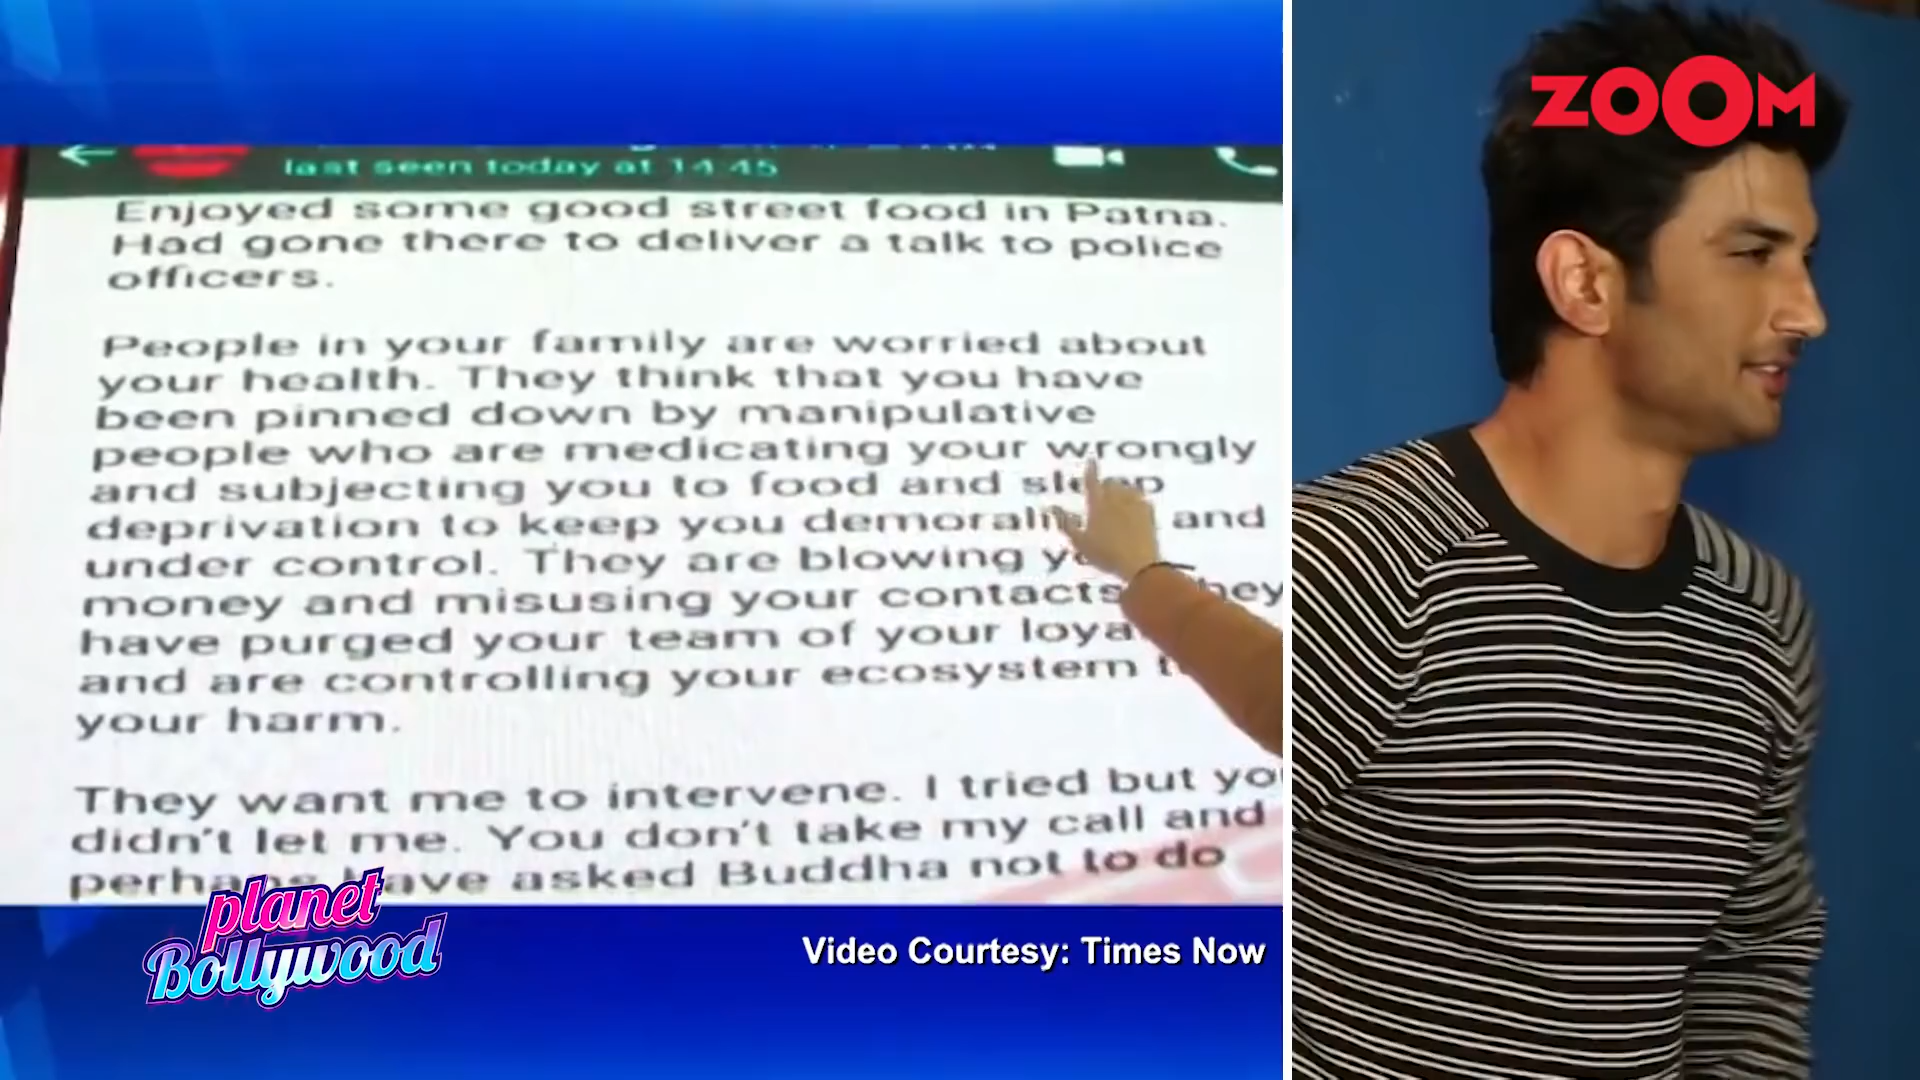 last seen today at 14:45
Enjoyed some good street food in Patna.
Had gone there to deliver a talk to police
officers.
People in your family are worried about
your health. They think that you have
been pinned down by manipulative
people who are medicating your wrongly
and subjecting you to food and sleep
deprivation to keep you and
under control. They are blowing
money and misusing your contacts
have purged your team of your
and are controlling your ecosystem
your harm.
They want me to intervene. I tried but yo
didn't let me. You don't take my call and
perhaps have asked Buddha not to do
planet
Bollywood
Video Courtesy: Times Now
ZOOM